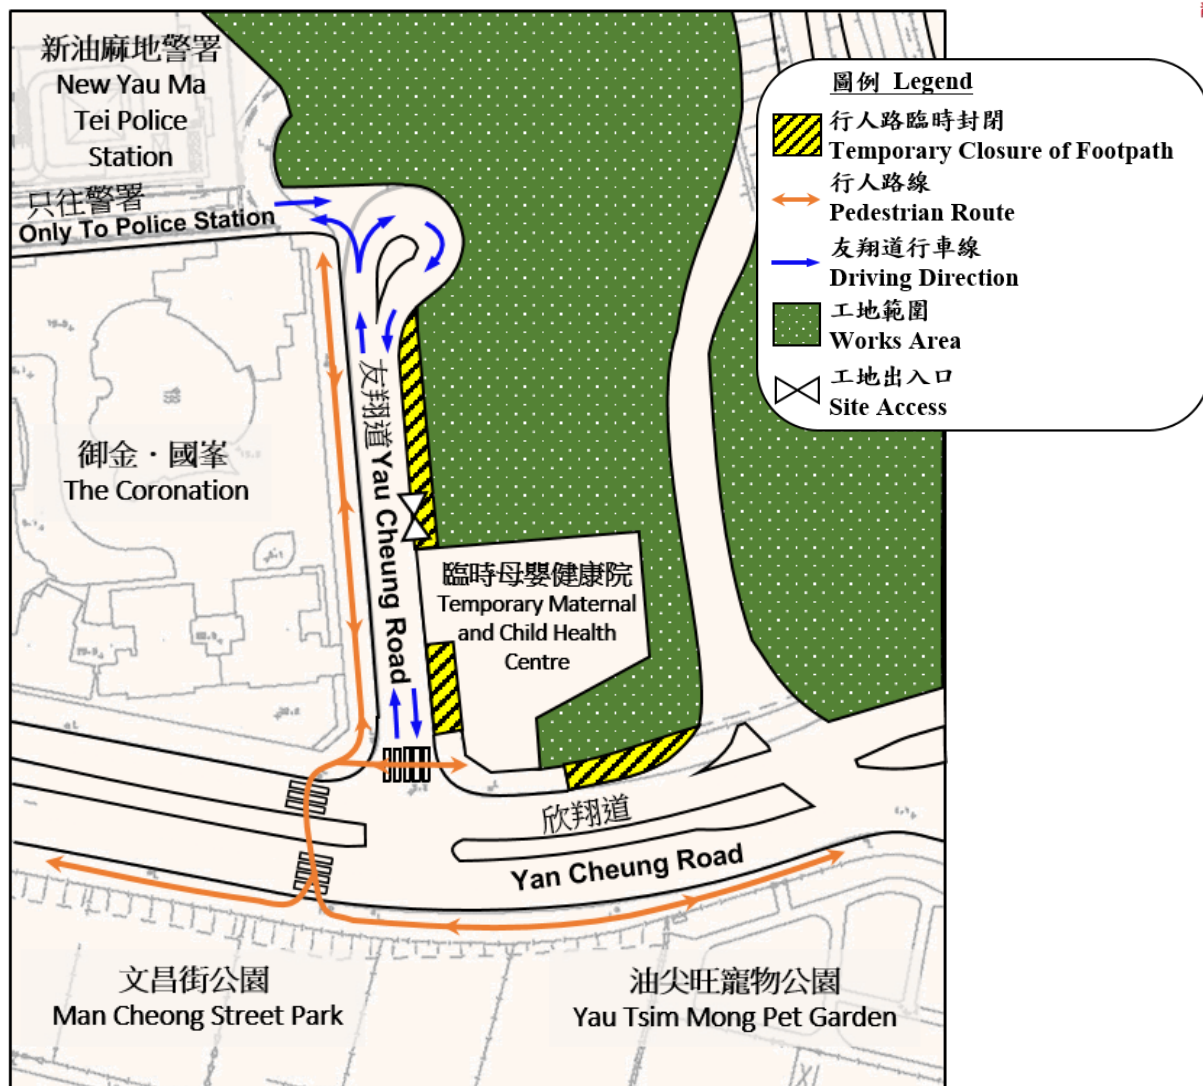 新油麻地警署
New Yau Ma
Tei Police
Station
只往警署
Only To Police Station
圖例 Legend
行人路臨時封閉
Temporary Closure of Footpath
行人路線
Pedestrian Route
友翔道行車線
Driving Direction
工地範圍
Works Area
工地出入口
Site Access
友翔道 Yau Cheung Road
御金・國峯
The Coronation
臨時母嬰健康院
Temporary Maternal
and Child Health
Centre
欣翔道
Yan Cheung Road
文昌街公園
Man Cheong Street Park
油尖旺寵物公園
Yau Tsim Mong Pet Garden